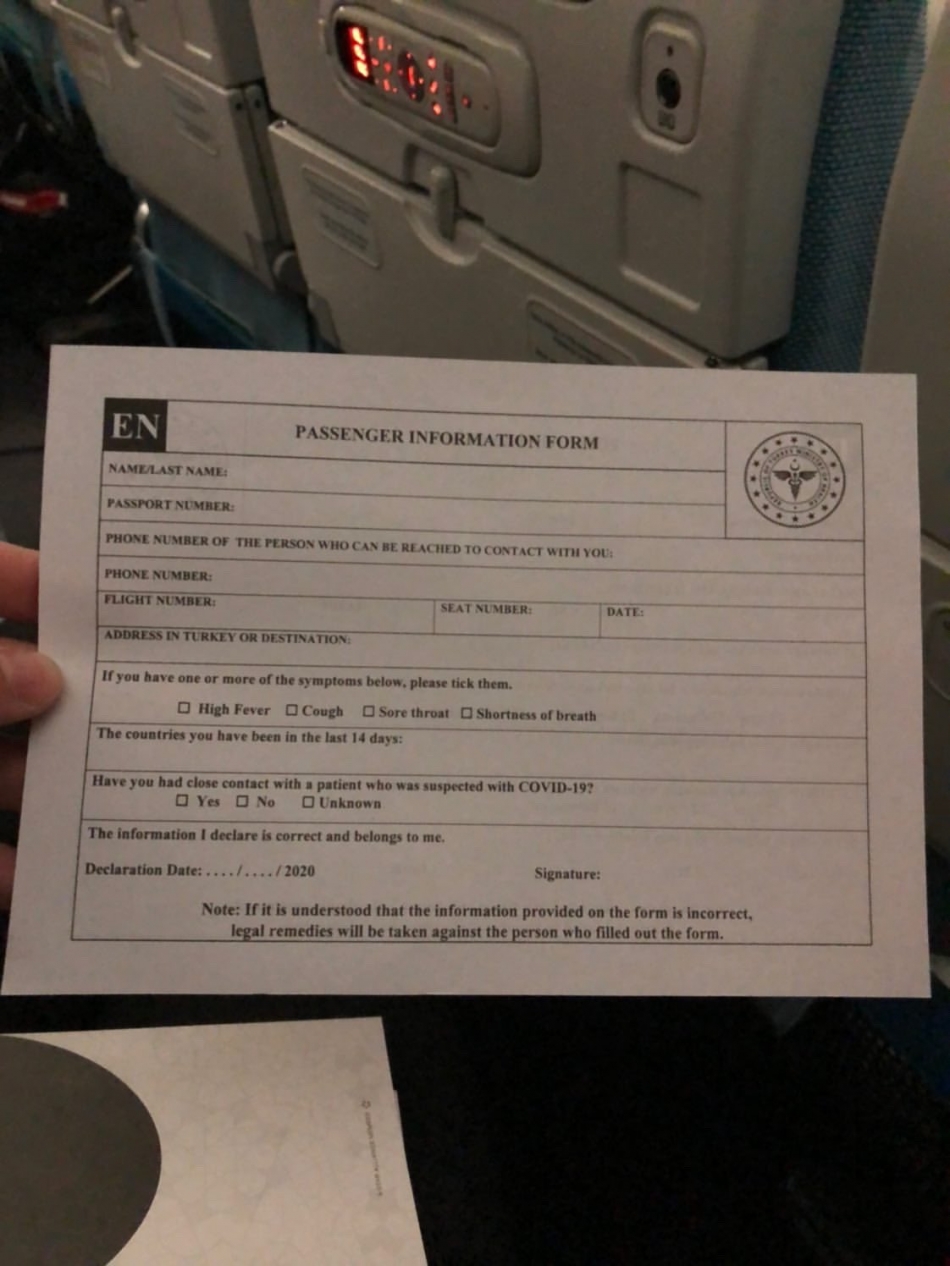 EN
PASSENGER INFORMATION FORM
NAME/LAST NAME:
PASSPORT NUMBER:
PHONE NUMBER OF THE PERSON WHO CAN BE REACHED TO CONTACT WITH YOU:
PHONE NUMBER:
FLIGHT NUMBER: SEAT NUMBER: DATE:
ADDRESS IN TURKEY OR DESTINATION:
If you have one or more of the symptoms below, please tick them.
☐ High Fever ☐ Cough ☐ Sore throat ☐ Shortness of breath
The countries you have been in the last 14 days:
Have you had close contact with a patient who was suspected with COVID-19?
☐ Yes ☐ No ☐ Unknown
The information I declare is correct and belongs to me.
Declaration Date: ..../..../ 2020 Signature:
Note: If it is understood that the information provided on the form is incorrect,
legal remedies will be taken against the person who filled out the form.